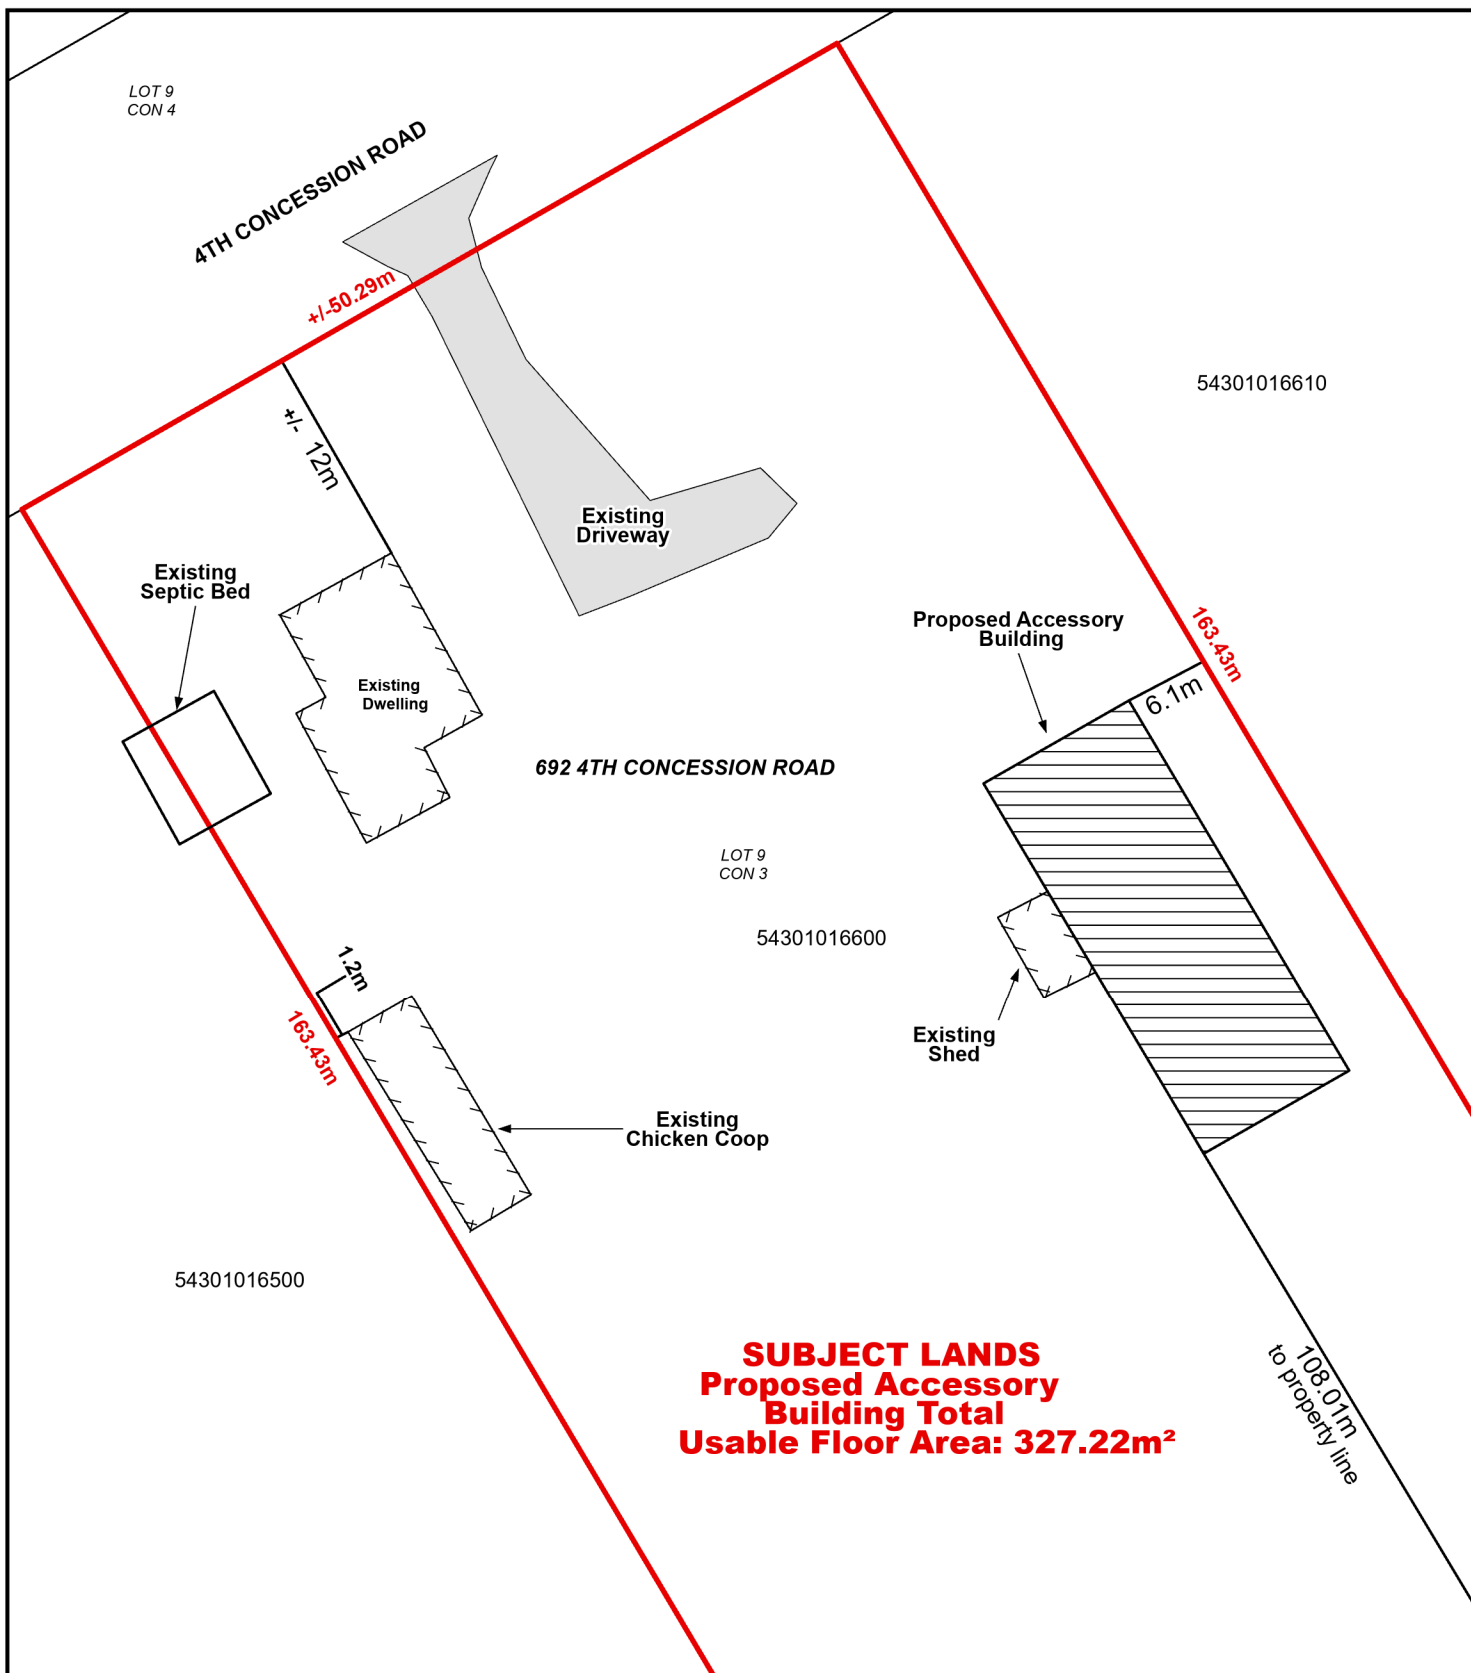 LOT 9
CON 4
4TH CONCESSION ROAD
+/-50.29m
54301016610
+/- 12m
Existing
Driveway
Existing
Septic Bed
Proposed Accessory
Building
163.43m
6.1m
Existing
Dwelling
692 4TH CONCESSION ROAD
LOT 9
CON 3
54301016600
1.2m
163.43m
Existing
Shed
Existing
Chicken Coop
54301016500
SUBJECT LANDS
Proposed Accessory
Building Total
Usable Floor Area: 327.22m²
108.01m
to property line